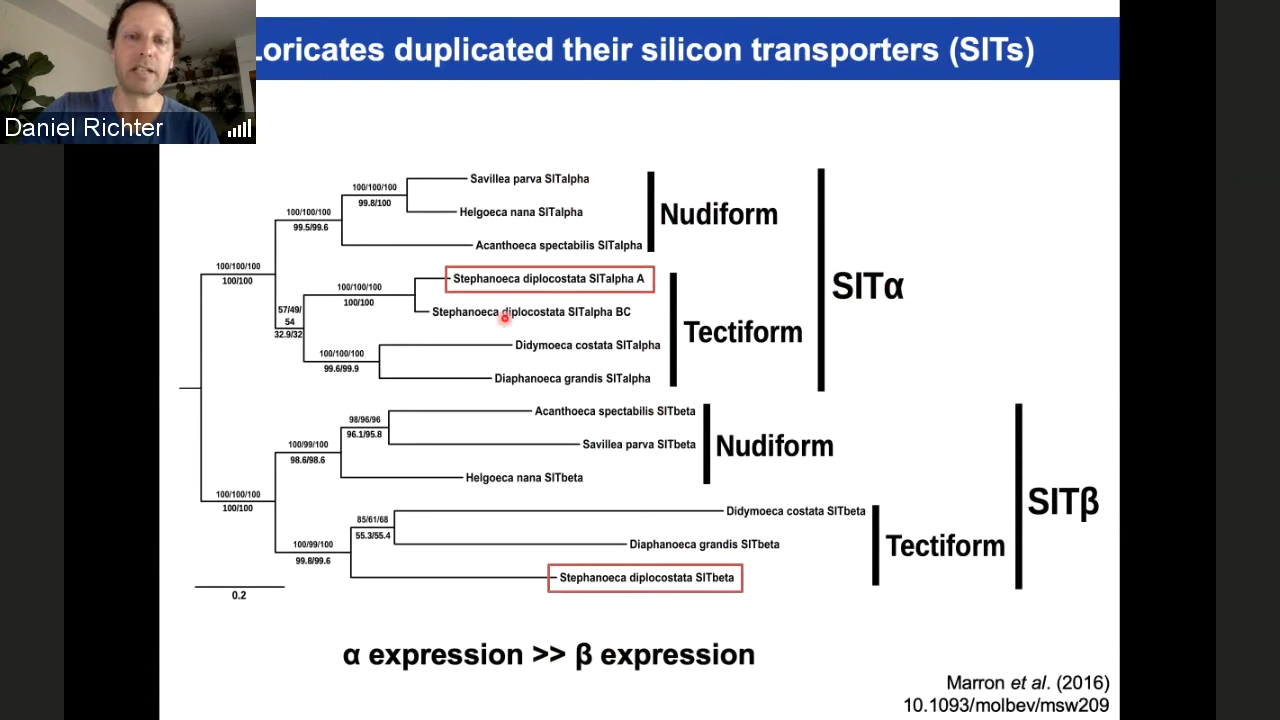 Loricates duplicated their silicon transporters (SITs)
Daniel Richter
100/100/100
99.8/100
100/100/100
99.5/99.6
100/100/100
100/100
Savillea parva SITalpha
Helgoeca nana SITalpha
Acanthoeca spectabilis SITalpha
Nudiform
57/49/
54
32.9/32
100/100/100
100/100
100/100/100
99.6/99.9
Stephanoeca diplocostata SITalpha A
Stephanoeca diplocostata SITalpha BC
Didymoeca costata SITalpha
Diaphanoeca grandis SITalpha
Tectiform
SITα
98/96/96
96.1/95.8
100/99/100
98.6/98.6
100/100/100
100/100
Acanthoeca spectabilis SITbeta
Savillea parva SITbeta
Helgoeca nana SITbeta
Nudiform
85/61/68
55.3/55.4
100/99/100
99.8/99.6
Didymoeca costata SITbeta
Diaphanoeca grandis SITbeta
Stephanoeca diplocostata SITbeta
Tectiform
SITβ
0.2
α expression >> β expression
Marron et al. (2016)
10.1093/molbev/msw209